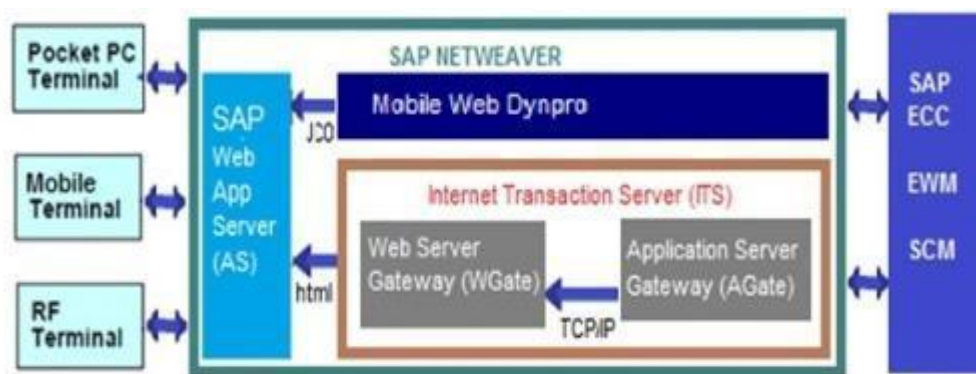 Pocket PC
Terminal
Mobile
Terminal
RF
Terminal
SAP NETWEAVER
SAP
Web
App
Server
(AS)
JCO
Mobile Web Dynpro
html
Internet Transaction Server (ITS)
Web Server
Gateway (WGate)
TCP/IP
Application Server
Gateway (AGate)
SAP
ECC
EWM
SCM